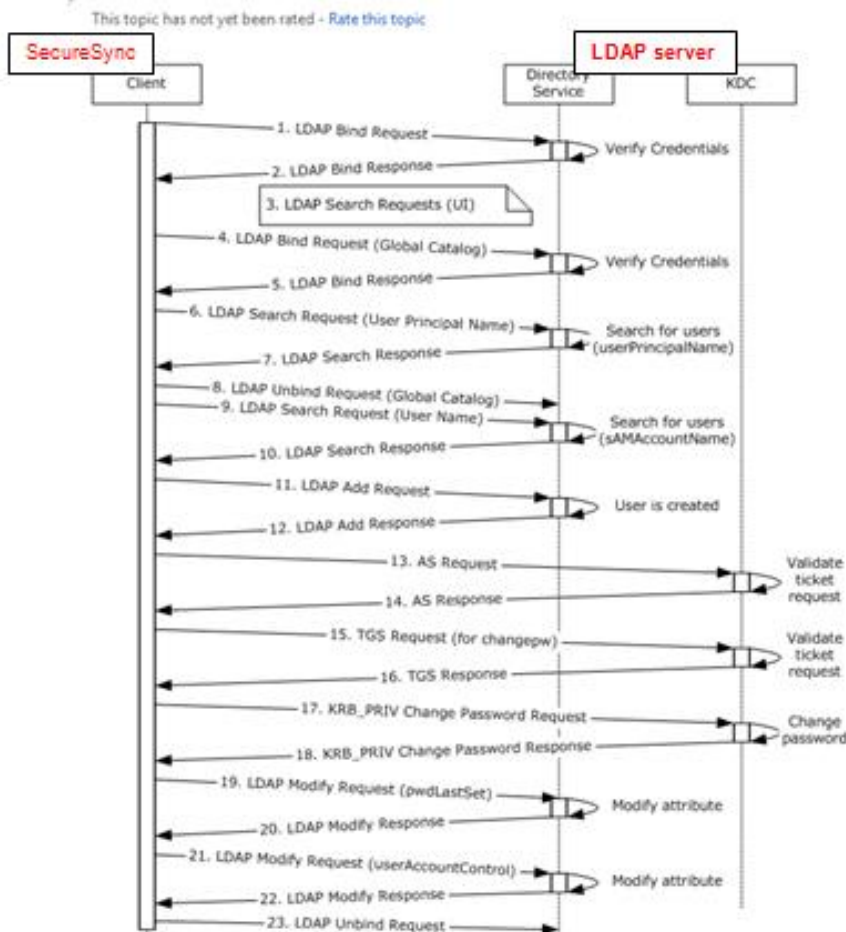 This topic has not yet been rated - Rate this topic
SecureSync
LDAP server
Client
Directory
Service
KDC
1. LDAP Bind Request
Verify Credentials
2. LDAP Bind Response
3. LDAP Search Requests (UI)
4. LDAP Bind Request (Global Catalog)
Verify Credentials
5. LDAP Bind Response
6. LDAP Search Request (User Principal Name)
Search for users
(userPrincipalName)
7. LDAP Search Response
8. LDAP Unbind Request (Global Catalog)
9. LDAP Search Request (User Name)
Search for users
(sAMAccountName)
10. LDAP Search Response
11. LDAP Add Request
User is created
12. LDAP Add Response
13. AS Request
Validate
ticket
request
14. AS Response
15. TGS Request (for changepw)
Validate
ticket
request
16. TGS Response
17. KRB_PRIV Change Password Request
Change
password
18. KRB_PRIV Change Password Response
19. LDAP Modify Request (pwdLastSet)
Modify attribute
20. LDAP Modify Response
21. LDAP Modify Request (userAccountControl)
Modify attribute
22. LDAP Modify Response
23. LDAP Unbind Request